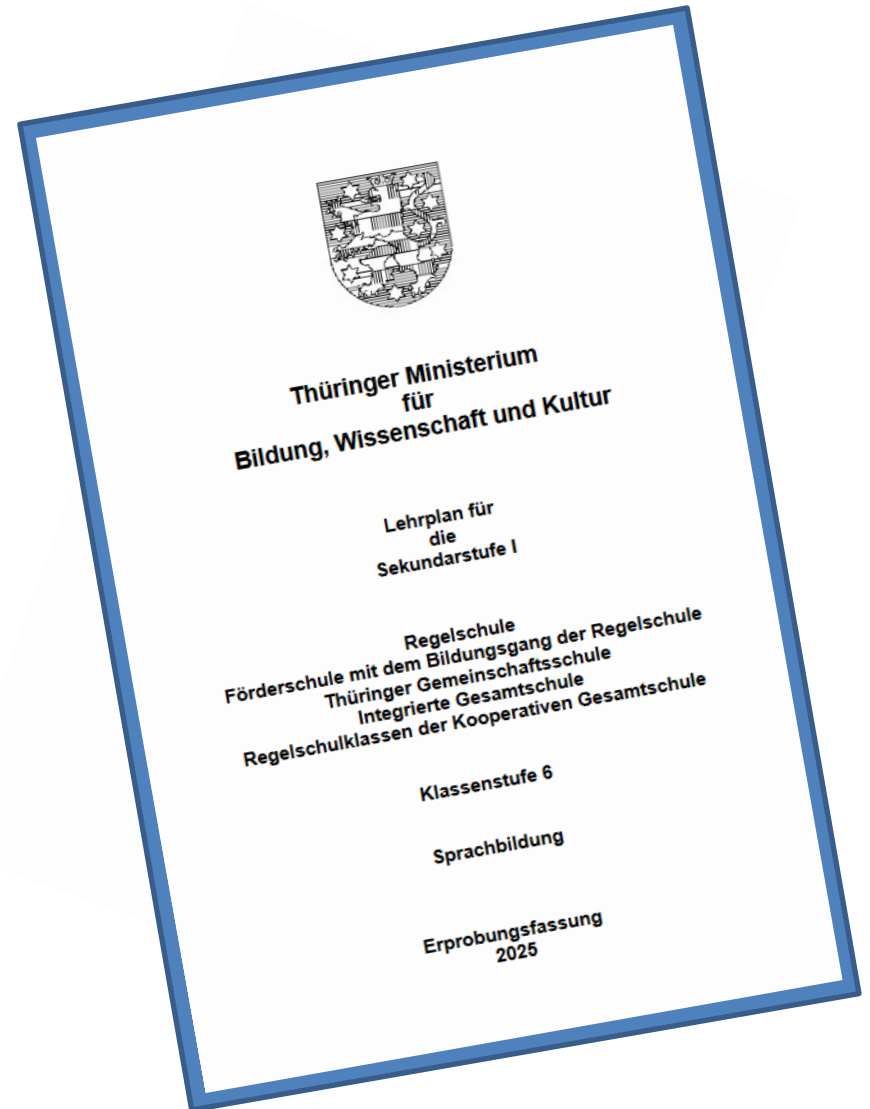 Thüringer Ministerium
für
Bildung, Wissenschaft und Kultur
Lehrplan für
die
Sekundarstufe I
Regelschule
Förderschule mit dem Bildungsgang der Regelschule
Thüringer Gemeinschaftsschule
Integrierte Gesamtschule
Regelschulklassen der Kooperativen Gesamtschule
Klassenstufe 6
Sprachbildung
Erprobungsfassung
2025